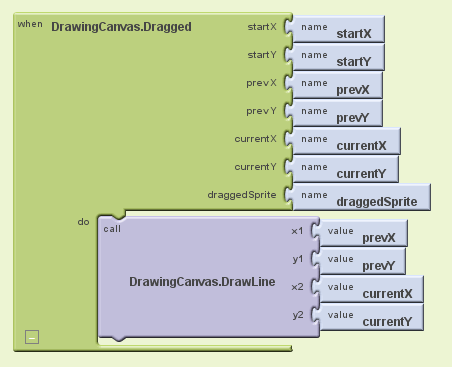 when DrawingCanvas.Dragged startX name startX
startY name startY
prevX name prevX
prevY name prevY
currentX name currentX
currentY name currentY
draggedSprite name draggedSprite
do call x1 value prevX
y1 value prevY
DrawingCanvas.DrawLine x2 value currentX
y2 value currentY